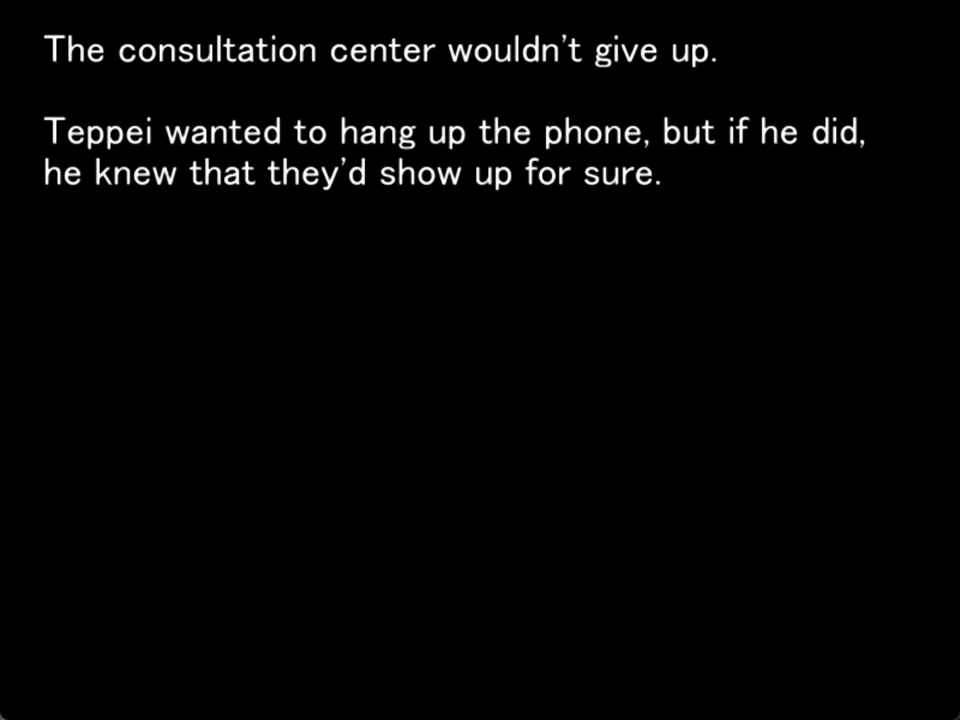 The consultation center wouldn't give up.
Teppei wanted to hang up the phone, but if he did,
he knew that they'd show up for sure.